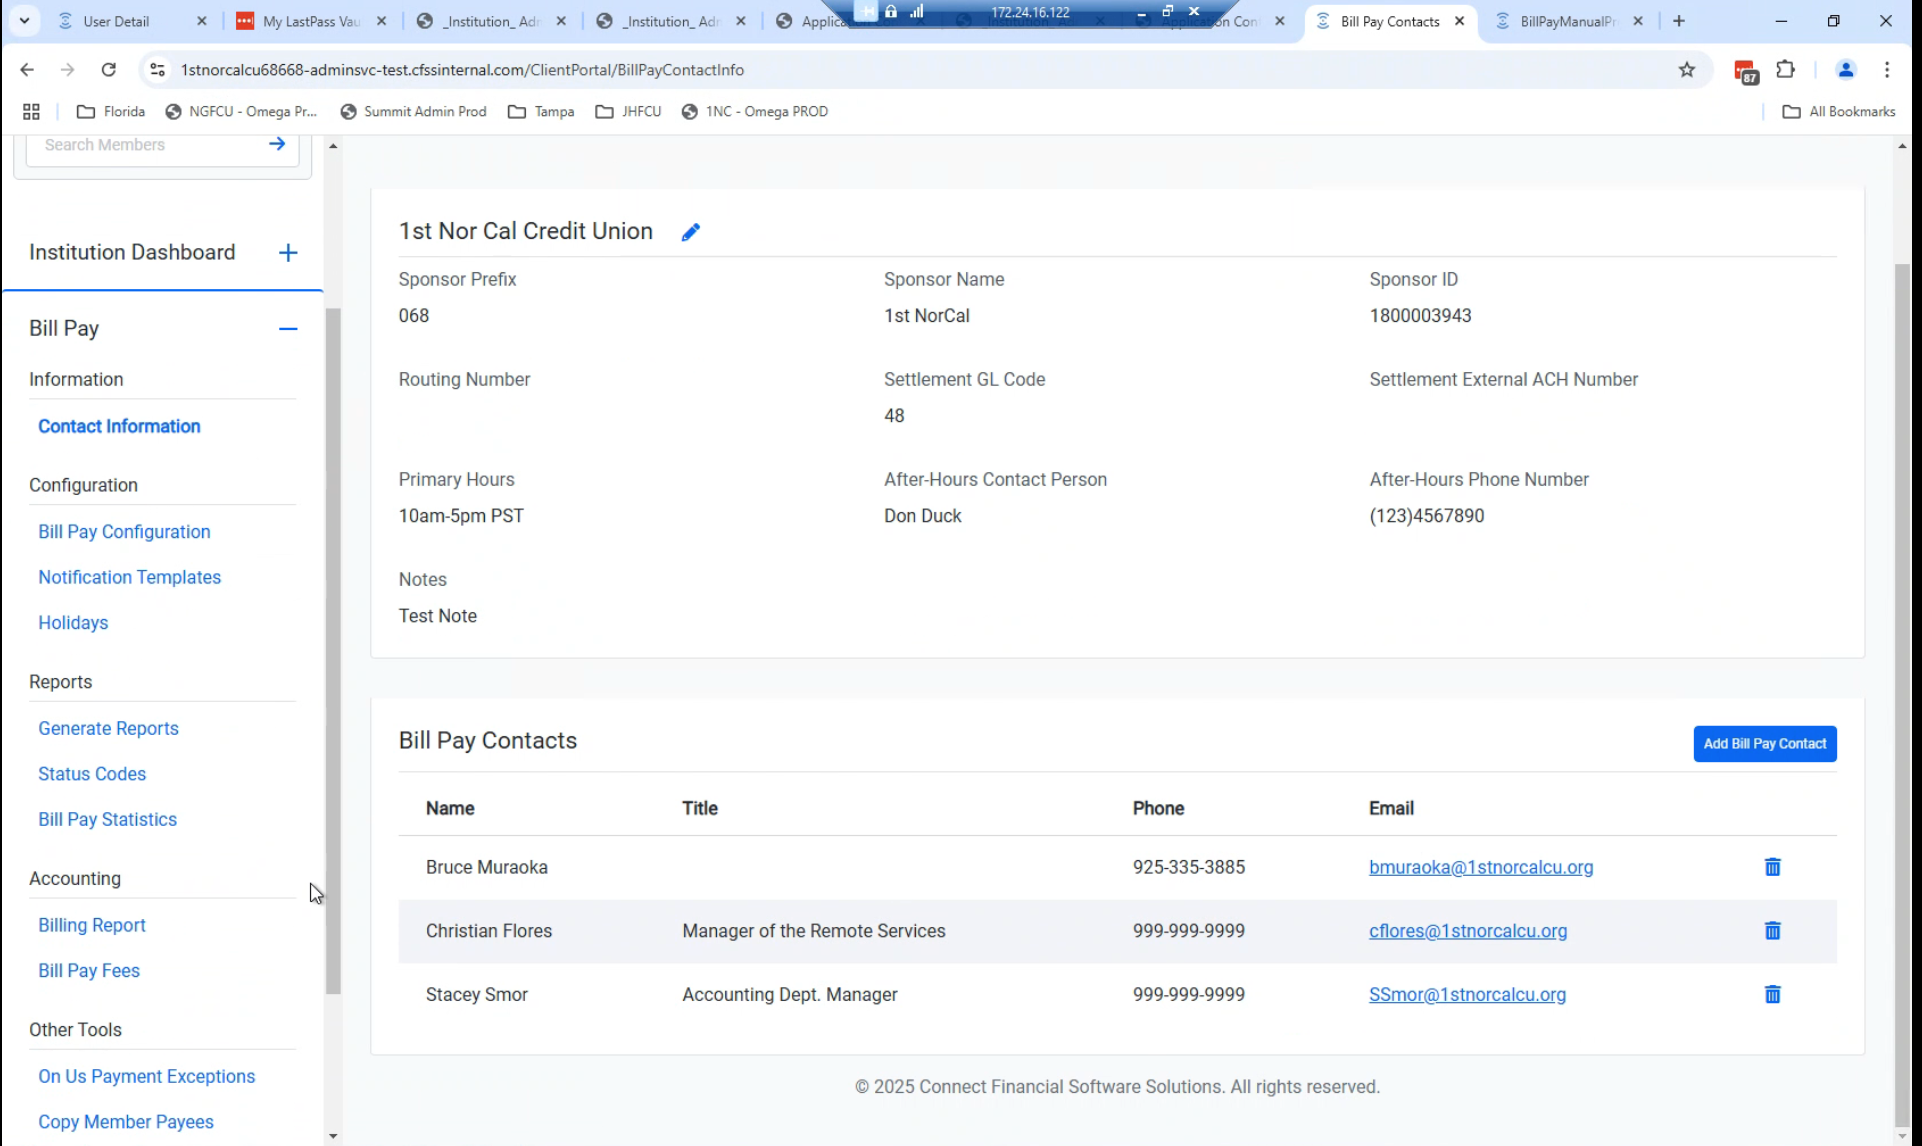 User Detail
My LastPass Vau
_Institution_ Adm
_Institution_ Adm
172.24.16.122
Bill Pay Contacts
BillPayManualPr
1stnorcalcu68668-adminsvc-test.cfssinternal.com/ClientPortal/BillPayContactInfo
87
Florida
NGFCU - Omega Pr...
Summit Admin Prod
Tampa
JHFCU
1NC - Omega PROD
All Bookmarks
Search Members
Institution Dashboard
Bill Pay
Information
Contact Information
Configuration
Bill Pay Configuration
Notification Templates
Holidays
Reports
Generate Reports
Status Codes
Bill Pay Statistics
Accounting
Billing Report
Bill Pay Fees
Other Tools
On Us Payment Exceptions
Copy Member Payees
1st Nor Cal Credit Union
Sponsor Prefix
Sponsor Name
Sponsor ID
068
1st NorCal
1800003943
Routing Number
Settlement GL Code
Settlement External ACH Number
48
Primary Hours
After-Hours Contact Person
After-Hours Phone Number
10am-5pm PST
Don Duck
(123)4567890
Notes
Test Note
Bill Pay Contacts
Add Bill Pay Contact
Name Title Phone Email
Bruce Muraoka 925-335-3885 bmuraoka@1stnorcalcu.org
Christian Flores Manager of the Remote Services 999-999-9999 cflores@1stnorcalcu.org
Stacey Smor Accounting Dept. Manager 999-999-9999 SSmor@1stnorcalcu.org
© 2025 Connect Financial Software Solutions. All rights reserved.